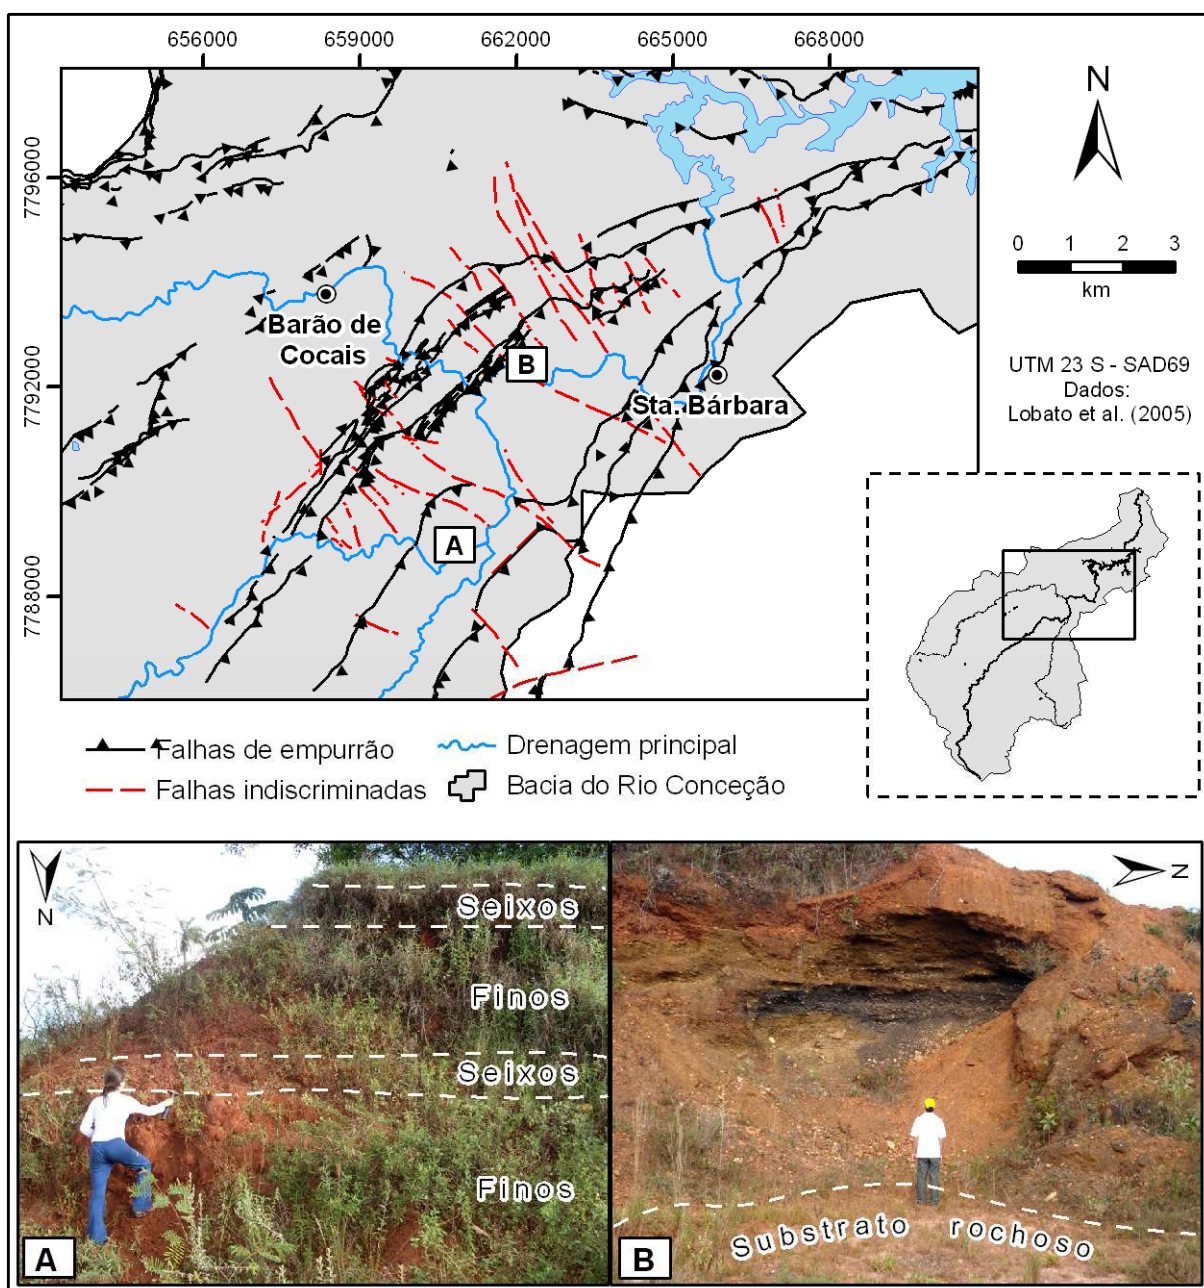 656000 659000 662000 665000 668000
7796000
7792000
7788000
N
0 1 2 3
km
UTM 23 S - SAD69
Dados:
Lobato et al. (2005)
Barão de
Cocais
B
Sta. Bárbara
A
Falhas de empurrão
Drenagem principal
Falhas indiscriminadas
Bacia do Rio Conceção
N
Seixos
Finos
Seixos
Finos
A
N
Substrato rochoso
B